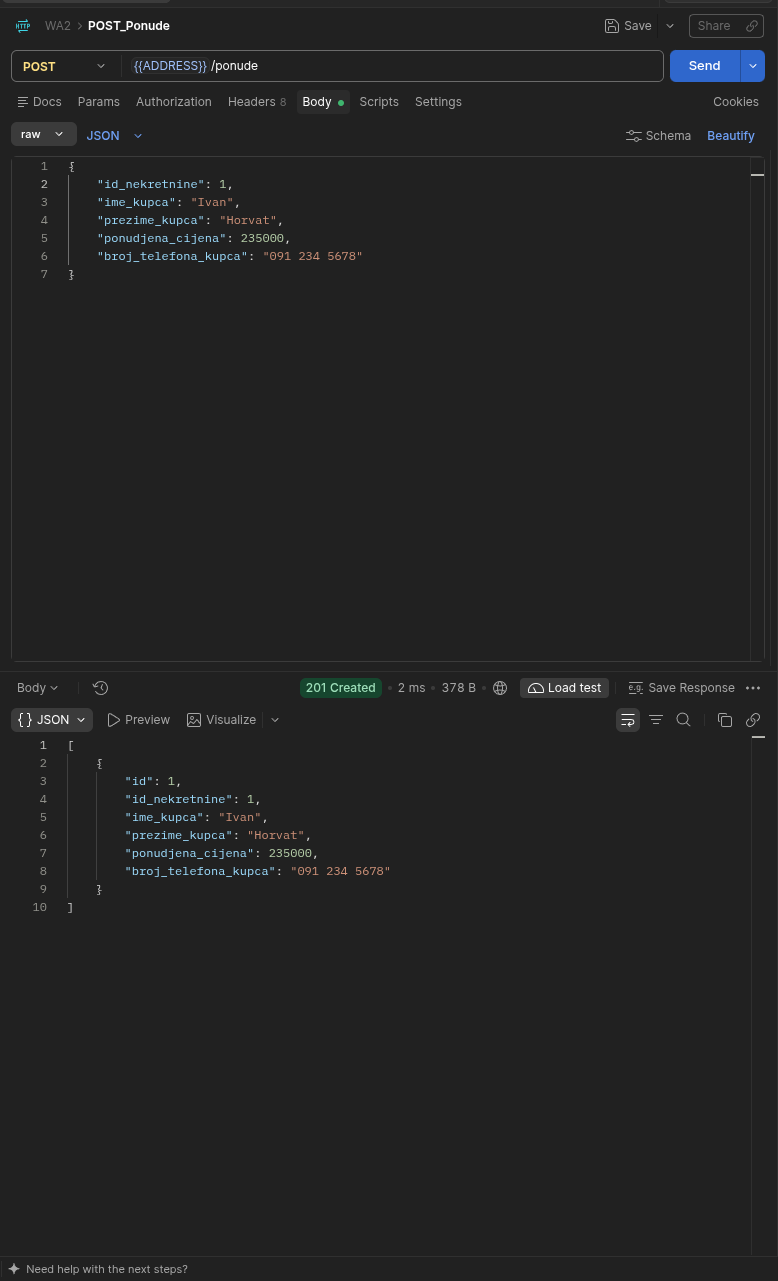 HTTP WA2 > POST_Ponude Save Share
POST {{ADDRESS}} /ponude Send
Docs Params Authorization Headers 8 Body Scripts Settings Cookies
raw JSON Schema Beautify
1 {
2 "id_nekretnine": 1,
3 "ime_kupca": "Ivan",
4 "prezime_kupca": "Horvat",
5 "ponudjena_cijena": 235000,
6 "broj_telefona_kupca": "091 234 5678"
7 }
Body 201 Created • 2 ms • 378 B • Load test e.g. Save Response
{} JSON Preview Visualize
1 [
2 {
3 "id": 1,
4 "id_nekretnine": 1,
5 "ime_kupca": "Ivan",
6 "prezime_kupca": "Horvat",
7 "ponudjena_cijena": 235000,
8 "broj_telefona_kupca": "091 234 5678"
9 }
10 ]
Need help with the next steps?